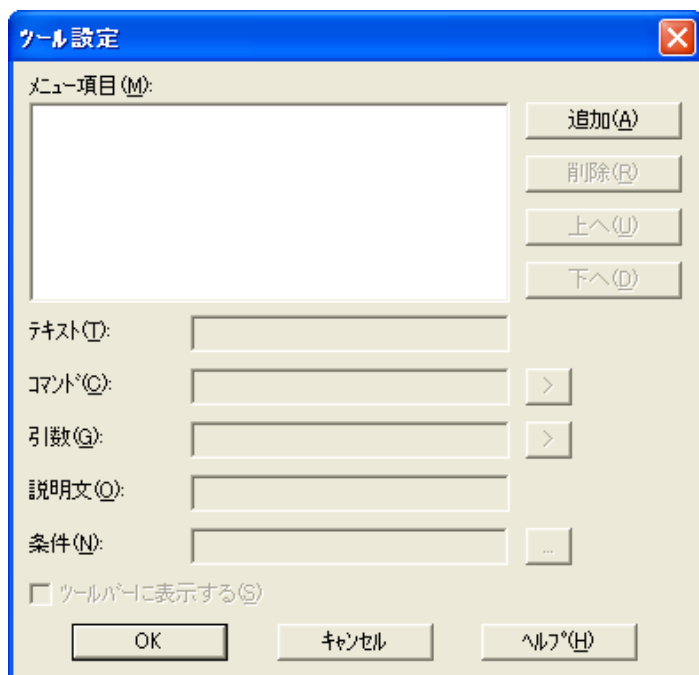 ツール設定
メニュー項目(M):
追加(A)
削除(R)
上へ(U)
下へ(D)
テキスト(T):
コマンド(C):
>
引数(G):
>
説明文(O):
条件(N):
...
ツールバーに表示する(S)
OK
キャンセル
ヘルプ(H)